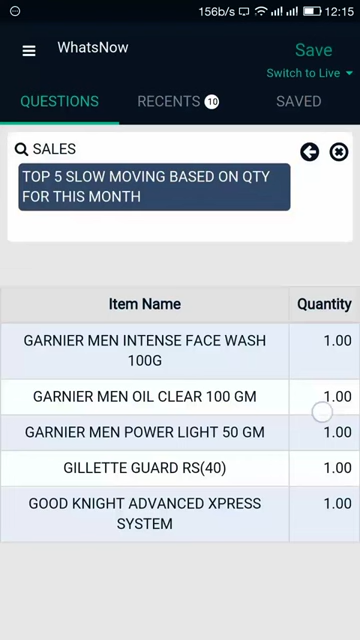 156b/s 12:15
WhatsNow
Save
Switch to Live
QUESTIONS RECENTS 10 SAVED
SALES
TOP 5 SLOW MOVING BASED ON QTY
FOR THIS MONTH
Item Name Quantity
GARNIER MEN INTENSE FACE WASH 1.00
100G
GARNIER MEN OIL CLEAR 100 GM 1.00
GARNIER MEN POWER LIGHT 50 GM 1.00
GILLETTE GUARD RS(40) 1.00
GOOD KNIGHT ADVANCED XPRESS 1.00
SYSTEM